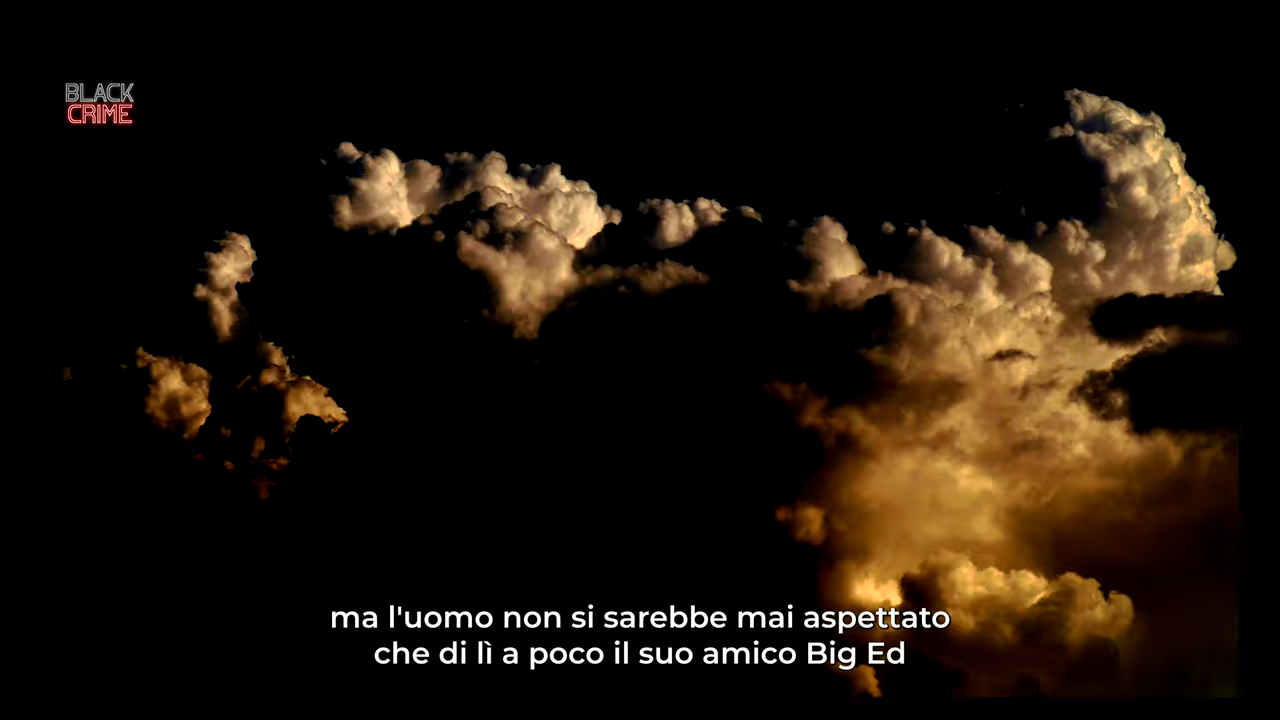 BLACK
CRIME
ma l'uomo non si sarebbe mai aspettato
che di lì a poco il suo amico Big Ed